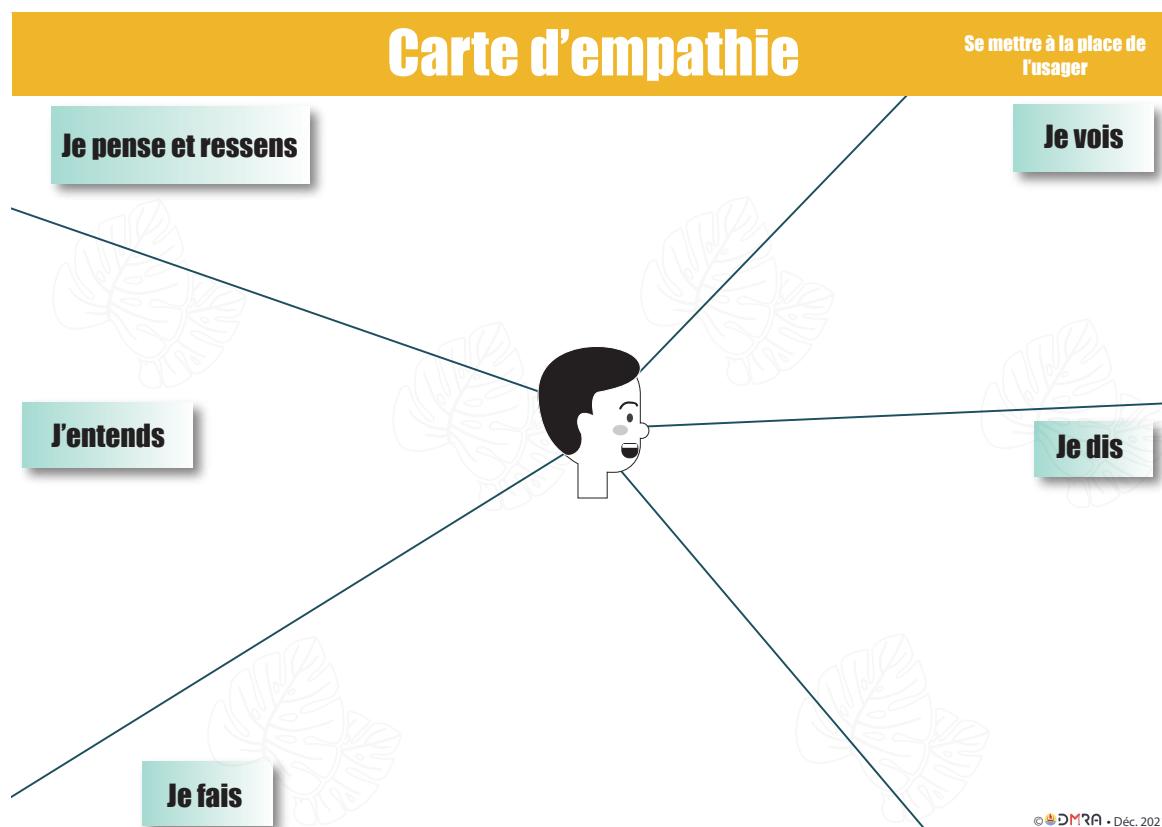 Carte d’empathie
Se mettre à la place de
l’usager
Je pense et ressens
Je vois
J’entends
Je dis
Je fais
© DMRA • Déc. 202